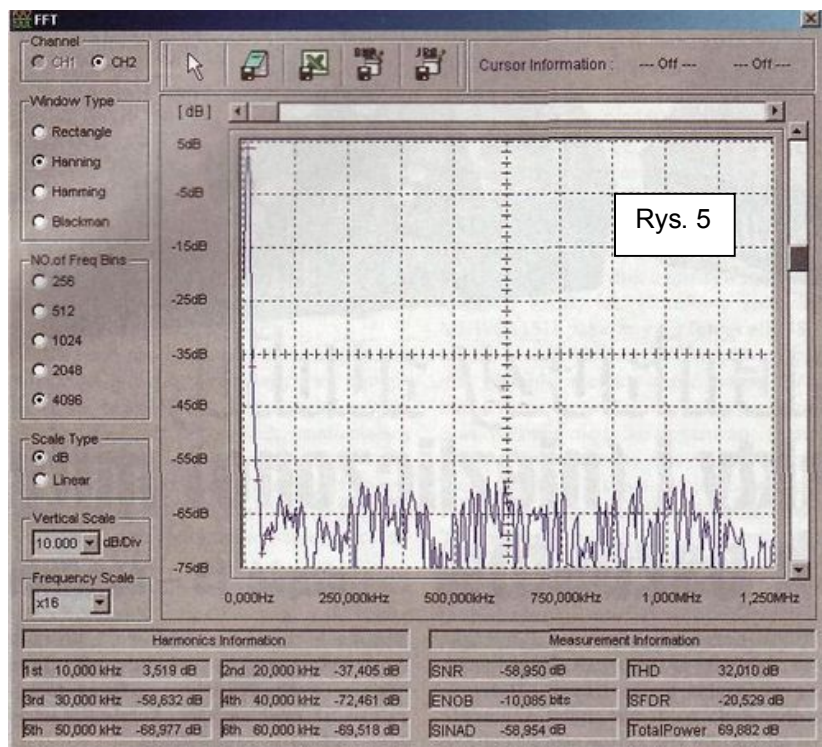 FFT
Channel
CH1 CH2
Cursor Information : --- Off --- --- Off ---
Window Type
Rectangle
Hanning
Hamming
Blackman
NO.of Freq Bins
256
512
1024
2048
4096
Scale Type
dB
Linear
Vertical Scale
10.000 dB/Div
Frequency Scale
x16
[dB]
5dB
-5dB
-15dB
-25dB
-35dB
-45dB
-55dB
-65dB
-75dB
Rys. 5
0,000Hz 250,000kHz 500,000kHz 750,000kHz 1,000MHz 1,250MHz
Harmonics Information
1st 10,000 kHz 3,519 dB 2nd 20,000 kHz -37,405 dB
3rd 30,000 kHz -58,632 dB 4th 40,000 kHz -72,461 dB
5th 50,000 kHz -68,977 dB 6th 60,000 kHz -69,518 dB
Measurement Information
SNR -58,950 dB THD 32,010 dB
ENOB -10,085 bits SFDR -20,529 dB
SINAD -58,954 dB TotalPower 69,882 dB